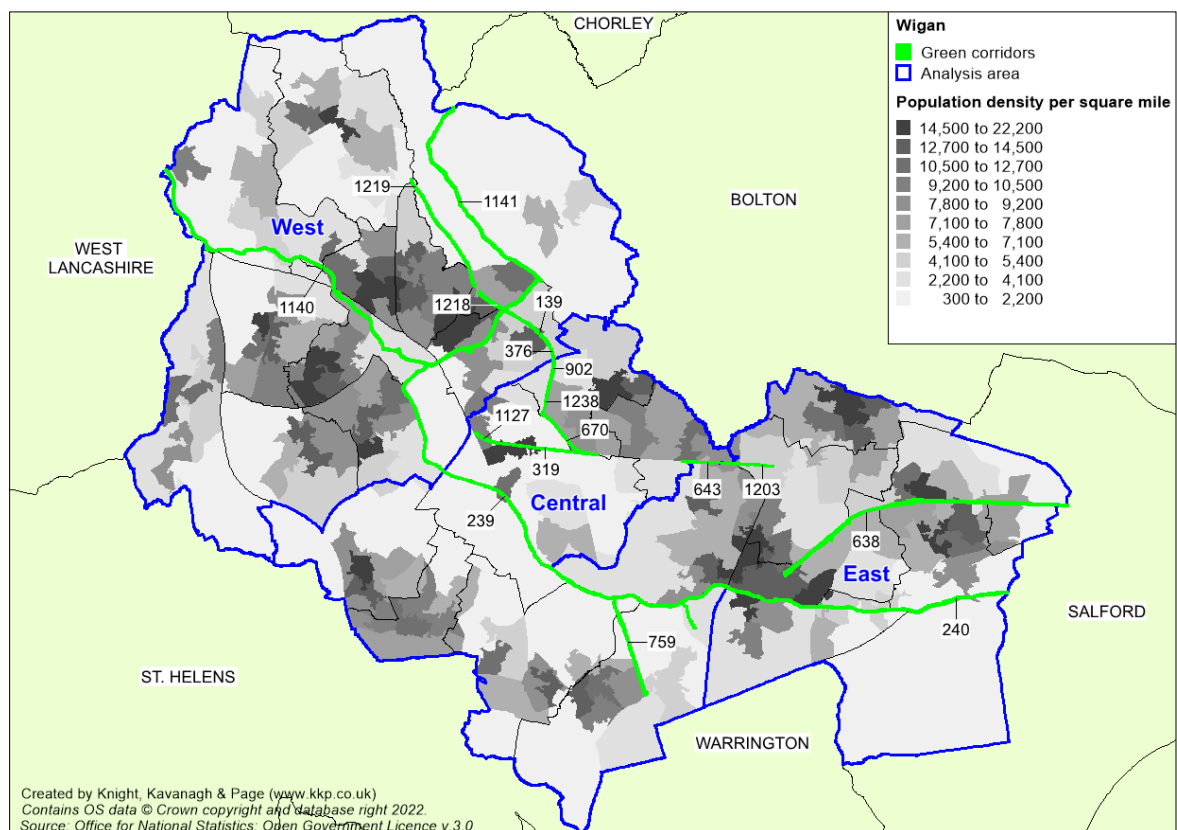 CHORLEY
Wigan
Green corridors
Analysis area
Population density per square mile
14,500 to 22,200
12,700 to 14,500
10,500 to 12,700
9,200 to 10,500
7,800 to 9,200
7,100 to 7,800
5,400 to 7,100
4,100 to 5,400
2,200 to 4,100
300 to 2,200
1219
1141
BOLTON
West
WEST
LANCASHIRE
1140
1218
139
376
902
1238
1127
670
319
643
1203
Central
239
638
East
240
SALFORD
759
ST. HELENS
WARRINGTON
Created by Knight, Kavanagh & Page (www.kkp.co.uk)
Contains OS data © Crown copyright and database right 2022.
Source: Office for National Statistics: Open Government Licence v.3.0